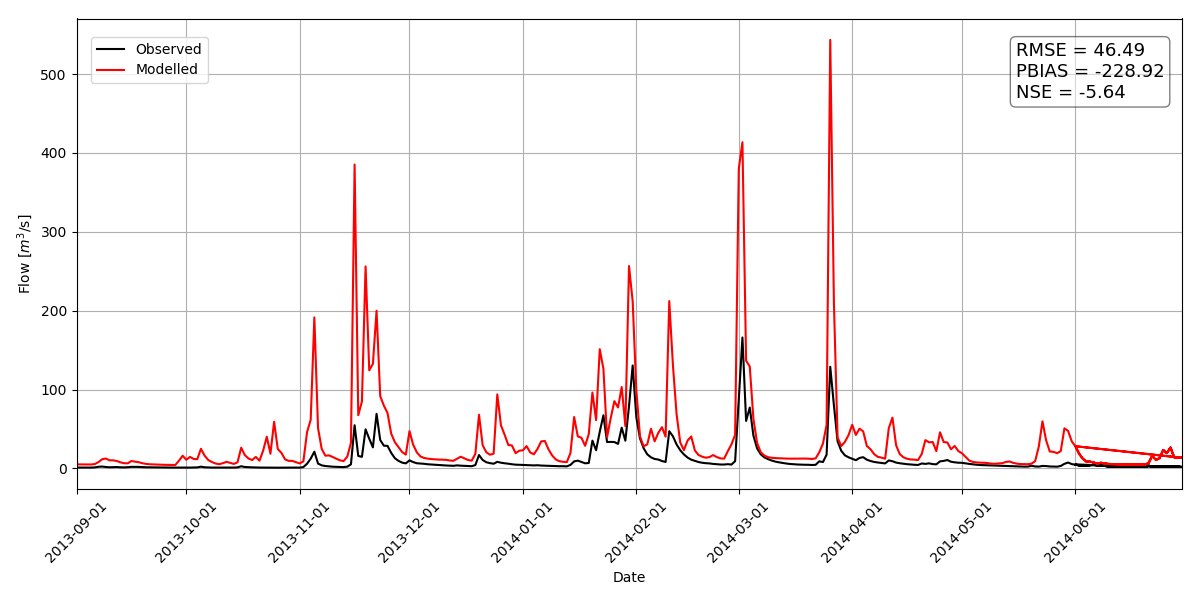 Observed
Modelled
RMSE = 46.49
PBIAS = -228.92
NSE = -5.64
500
400
300
200
100
0
Flow [$m^3$/s]
2013-09-01
2013-10-01
2013-11-01
2013-12-01
2014-01-01
2014-02-01
2014-03-01
2014-04-01
2014-05-01
2014-06-01
Date